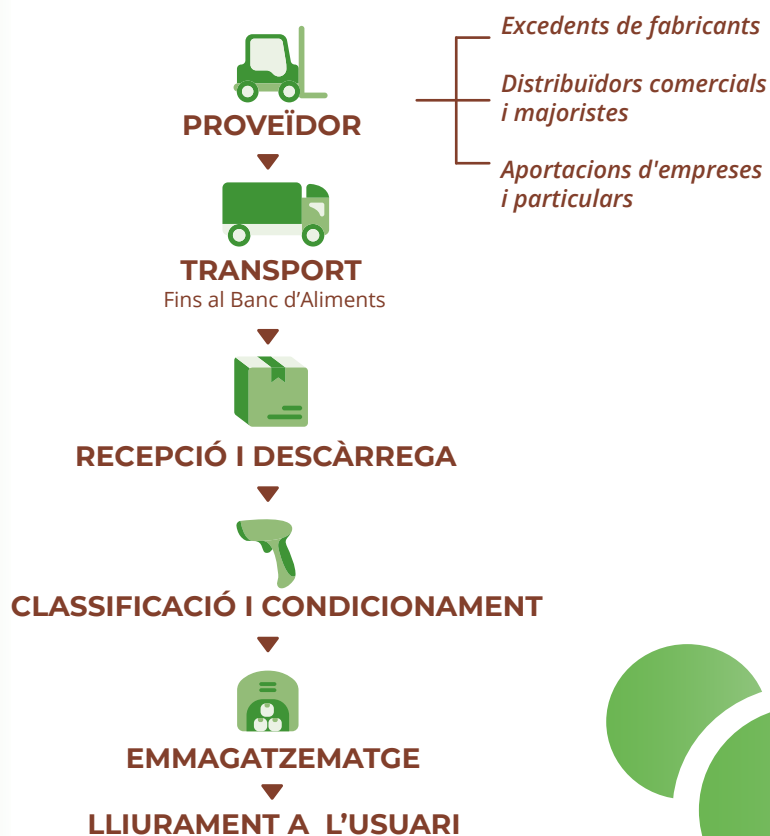 PROVEÏDOR
Excedents de fabricants
Distribuïdors comercials
i majoristes
Aportacions d'empreses
i particulars
TRANSPORT
Fins al Banc d’Aliments
RECEPCIÓ I DESCÀRREGA
CLASSIFICACIÓ I CONDICIONAMENT
EMMAGATZEMATGE
LLIURAMENT A L’USUARI